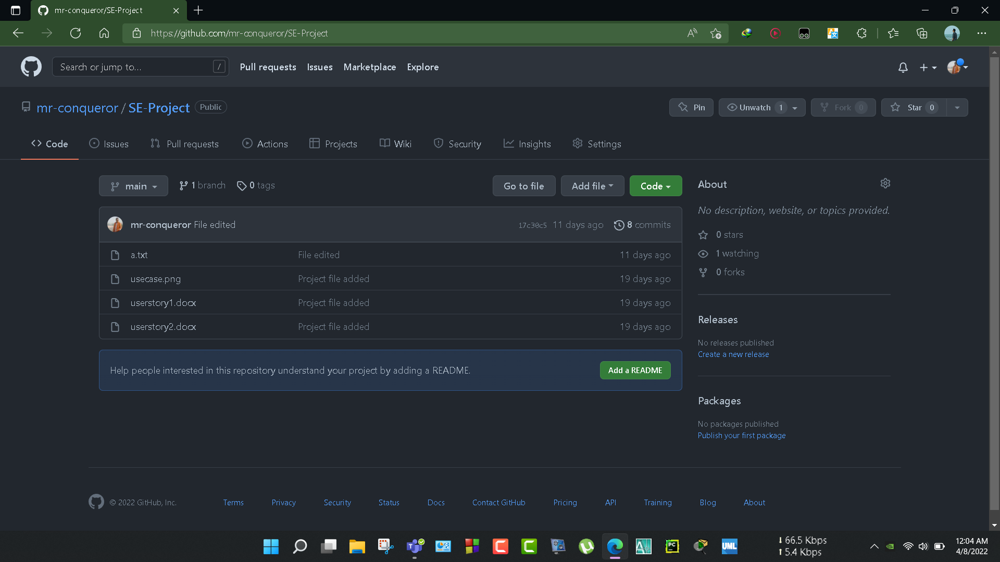 mr-conqueror/SE-Project
https://github.com/mr-conqueror/SE-Project
Search or jump to... /
Pull requests Issues Marketplace Explore
mr-conqueror / SE-Project Public
Pin Unwatch 1 Fork 0 Star 0
Code Issues Pull requests Actions Projects Wiki Security Insights Settings
main 1 branch 0 tags Go to file Add file Code
mr-conqueror File edited 17c30c5 11 days ago 8 commits
a.txt File edited 11 days ago
usecase.png Project file added 19 days ago
userstory1.docx Project file added 19 days ago
userstory2.docx Project file added 19 days ago
Help people interested in this repository understand your project by adding a README. Add a README
About
No description, website, or topics provided.
0 stars
1 watching
0 forks
Releases
No releases published
Create a new release
Packages
No packages published
Publish your first package
© 2022 GitHub, Inc. Terms Privacy Security Status Docs Contact GitHub Pricing API Training Blog About
PC
UML
66.5 Kbps
5.4 Kbps
12:04 AM
4/8/2022